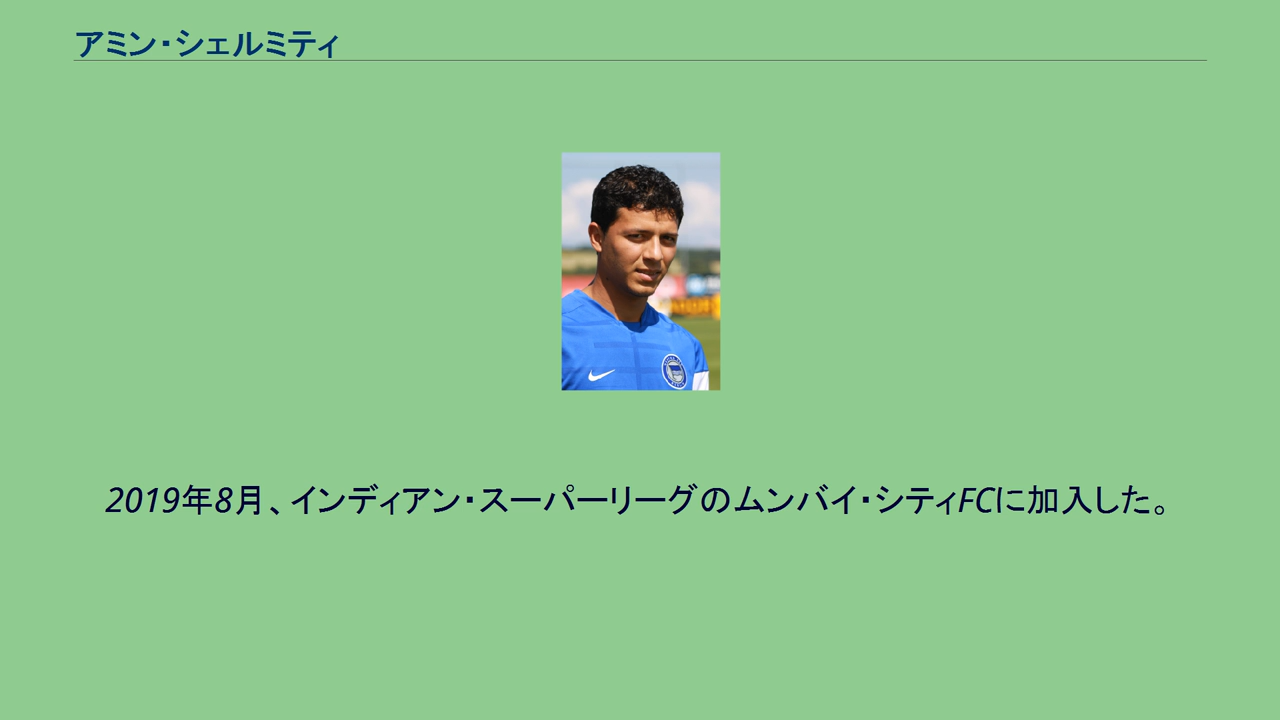 アミン・シェルミティ
2019年8月、インディアン・スーパーリーグのムンバイ・シティFCに加入した。